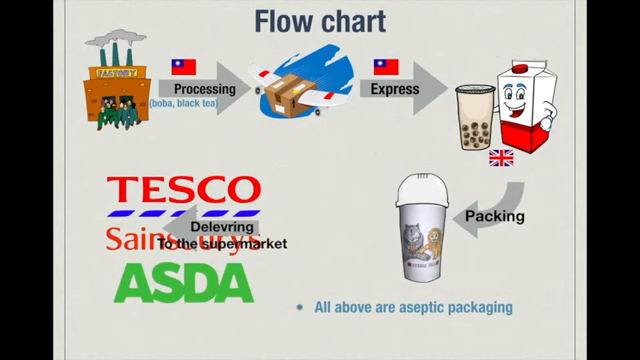 Flow chart
FACTORY
Processing
(boba, black tea)
Express
TESCO
Sainsbury's
Delevring
To the supermarket
ASDA
Packing
All above are aseptic packaging